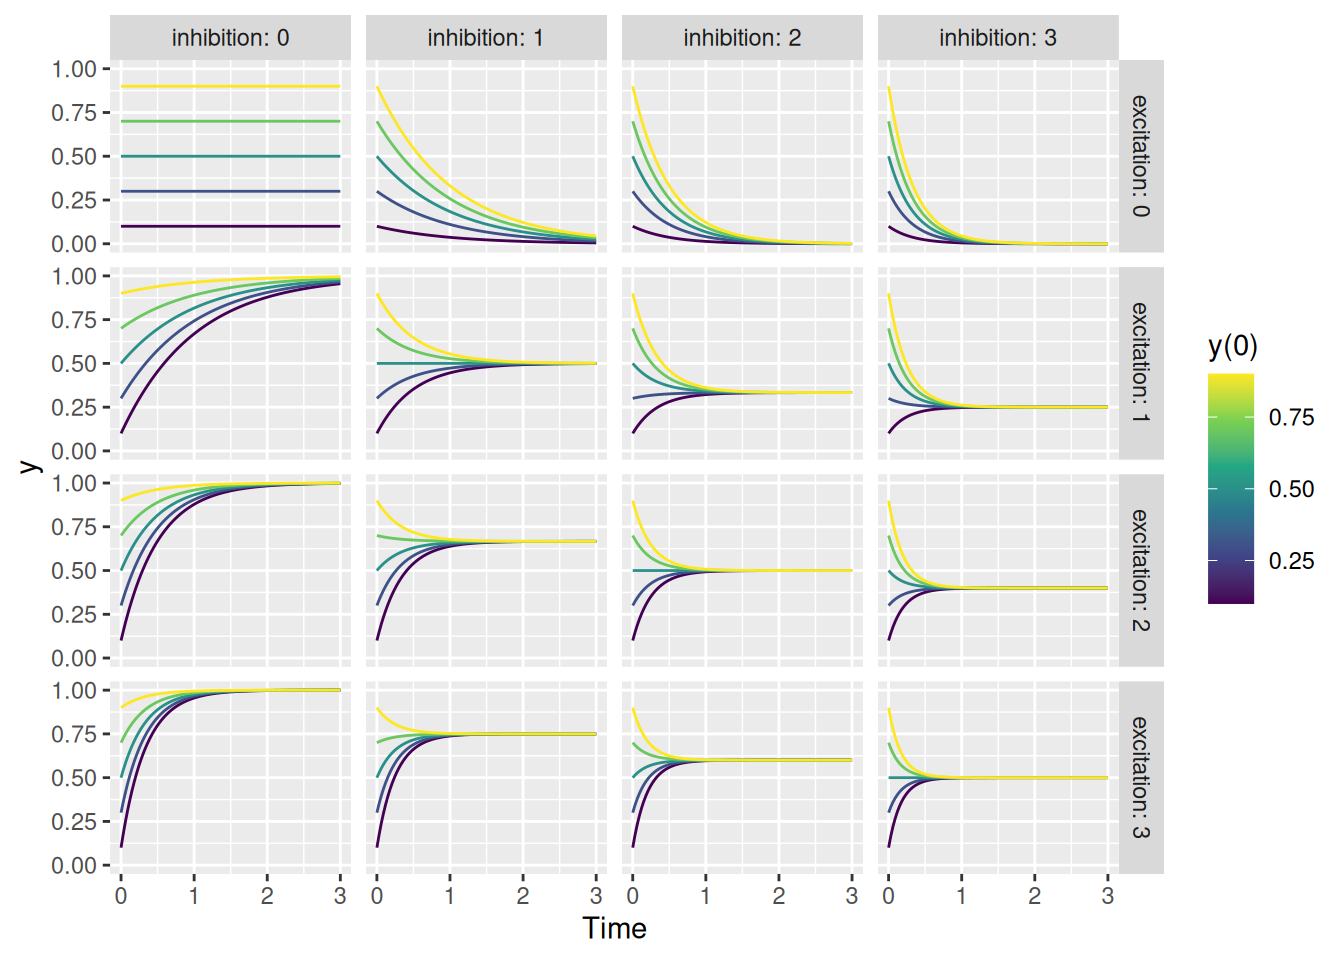 inhibition: 0
inhibition: 1
inhibition: 2
inhibition: 3
1.00
0.75
0.50
0.25
0.00
excitation: 0
1.00
0.75
0.50
0.25
0.00
excitation: 1
1.00
0.75
0.50
0.25
0.00
excitation: 2
1.00
0.75
0.50
0.25
0.00
excitation: 3
0 1 2 3
0 1 2 3
0 1 2 3
0 1 2 3
Time
y
y(0)
0.75
0.50
0.25